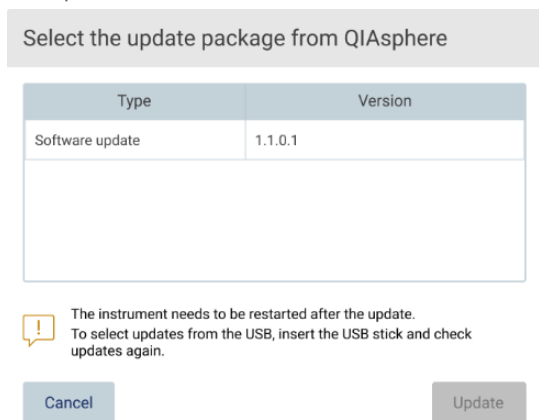 Select the update package from QIAsphere
Type Version
Software update 1.1.0.1
The instrument needs to be restarted after the update.
To select updates from the USB, insert the USB stick and check
updates again.
Cancel Update